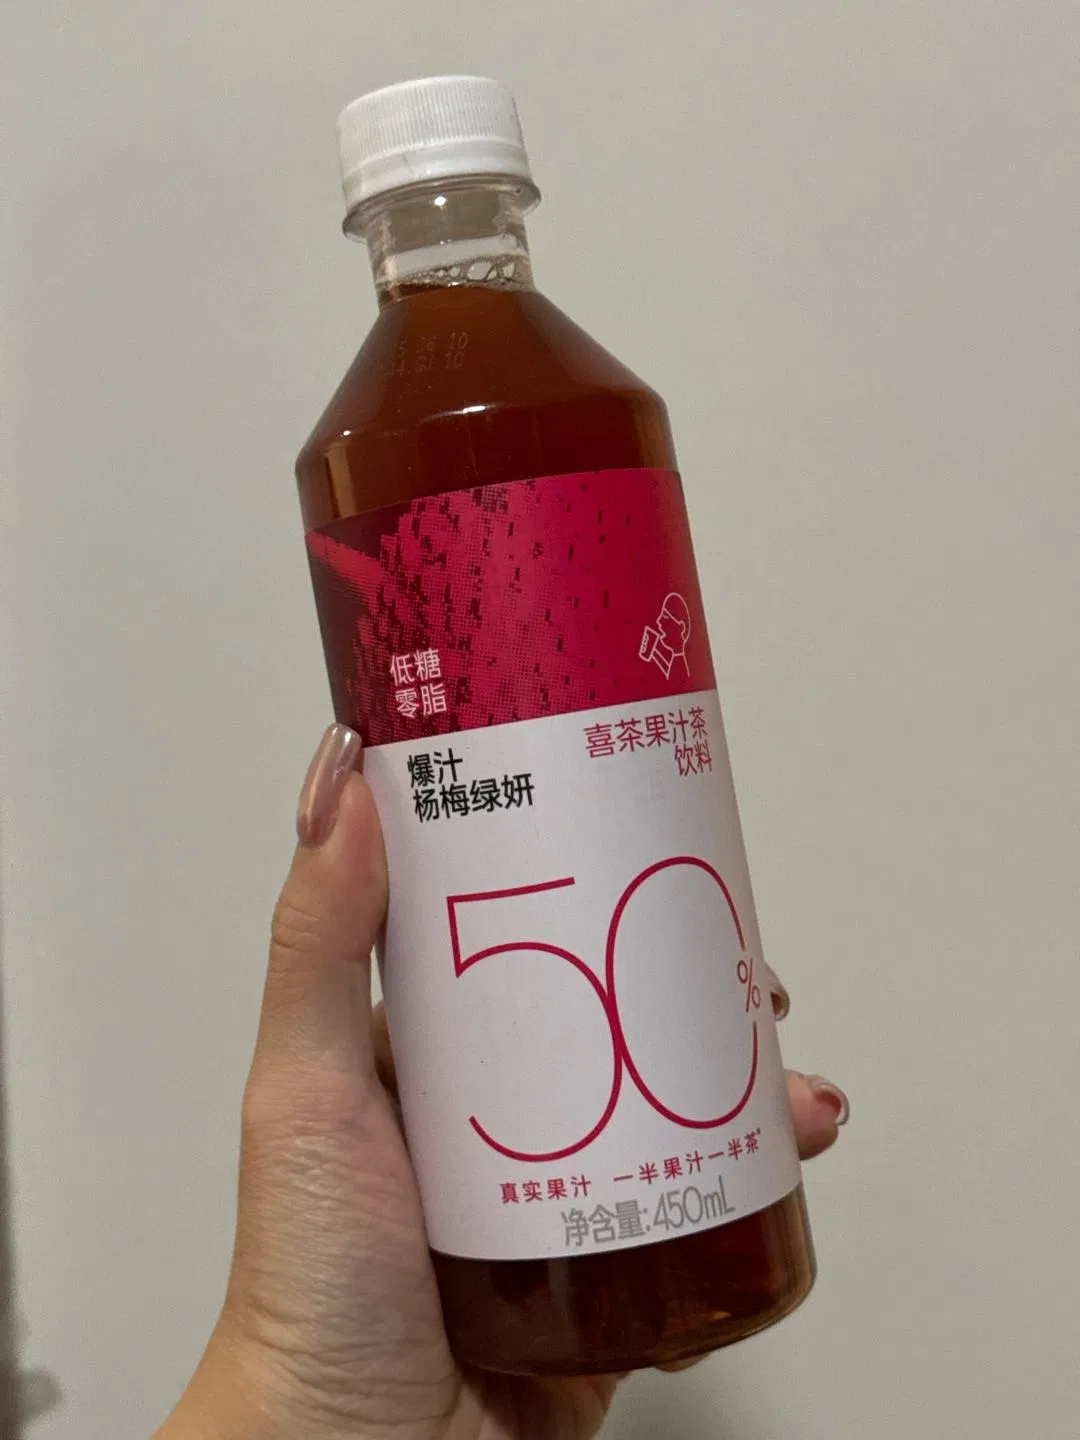 低糖
零脂
喜茶果汁茶
饮料
爆汁
杨梅绿妍
50%
真实果汁 一半果汁一半茶*
净含量:450mL